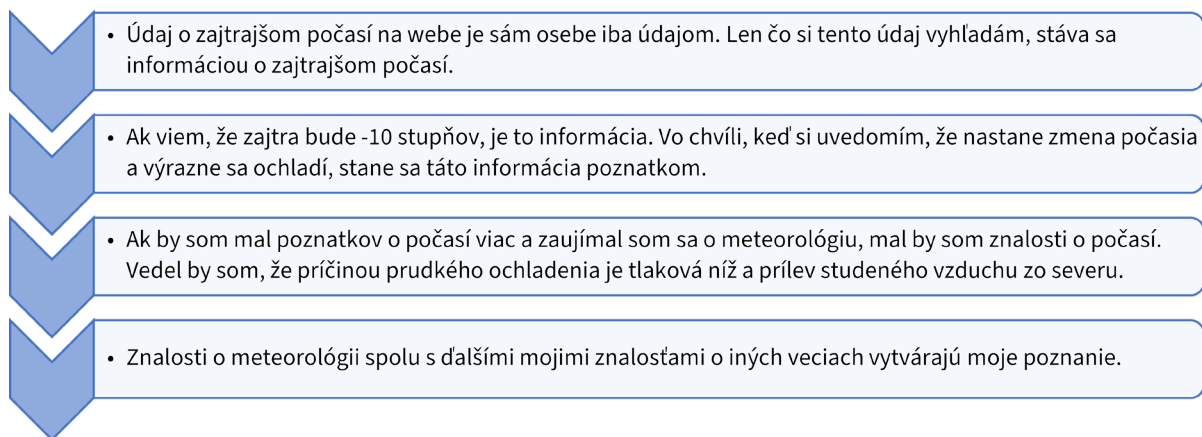 • Údaj o zajtrajšom počasí na webe je sám osebe iba údajom. Len čo si tento údaj vyhľadám, stáva sa
informáciou o zajtrajšom počasí.
• Ak viem, že zajtra bude -10 stupňov, je to informácia. Vo chvíli, keď si uvedomím, že nastane zmena počasia
a výrazne sa ochladí, stane sa táto informácia poznatkom.
• Ak by som mal poznatkov o počasí viac a zaujímal som sa o meteorológiu, mal by som znalosti o počasí.
Vedel by som, že príčinou prudkého ochladenia je tlaková níž a prílev studeného vzduchu zo severu.
• Znalosti o meteorológii spolu s ďalšími mojimi znalosťami o iných veciach vytvárajú moje poznanie.